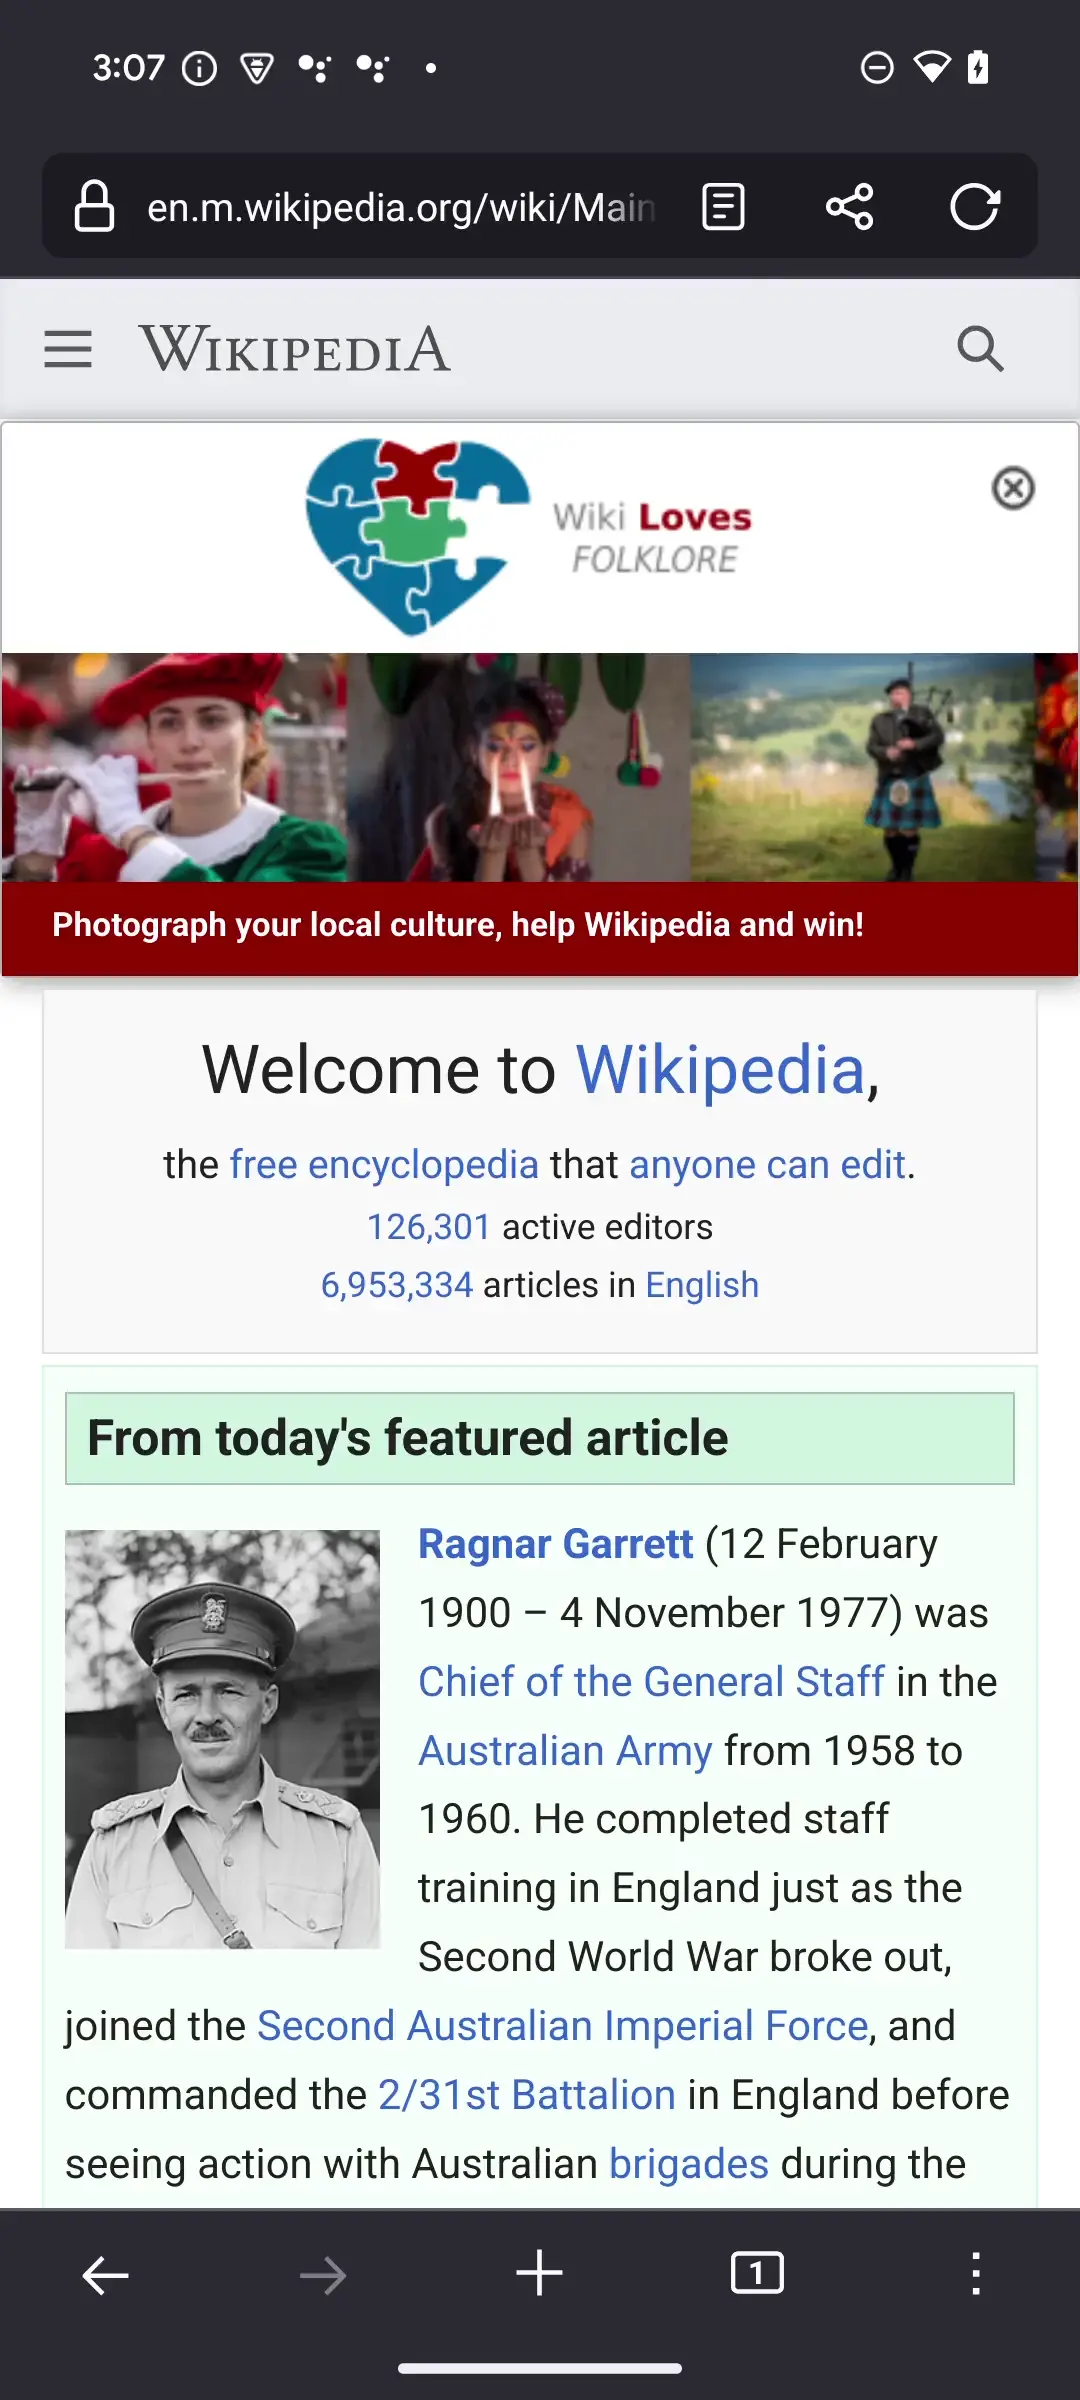 3:07
en.m.wikipedia.org/wiki/Main
WIKIPEDIA
Wiki Loves
FOLKLORE
Photograph your local culture, help Wikipedia and win!
Welcome to Wikipedia,
the free encyclopedia that anyone can edit.
126,301 active editors
6,953,334 articles in English
From today's featured article
Ragnar Garrett (12 February
1900 – 4 November 1977) was
Chief of the General Staff in the
Australian Army from 1958 to
1960. He completed staff
training in England just as the
Second World War broke out,
joined the Second Australian Imperial Force, and
commanded the 2/31st Battalion in England before
seeing action with Australian brigades during the
1